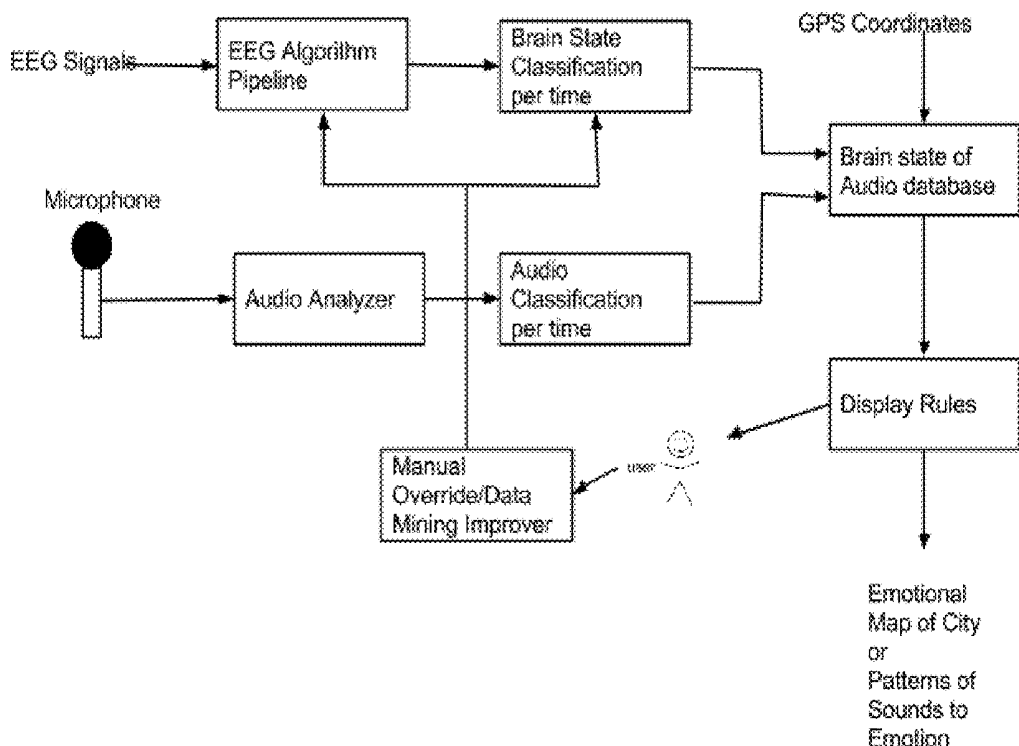 EEG Signals
EEG Algorithm
Pipeline
Brain State
Classification
per time
GPS Coordinates
Brain state of
Audio database
Microphone
Audio Analyzer
Audio
Classification
per time
Display Rules
user
Manual
Override/Data
Mining Improver
Emotional
Map of City
or
Patterns of
Sounds to
Emotion